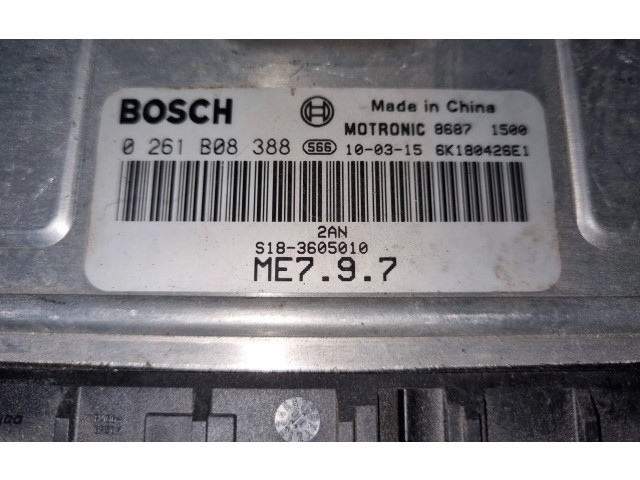 BOSCH
Made in China
MOTRONIC 8687 1500
0 261 B08 388 S66 10-03-15 6K180426E1
2AN
S18-3605010
ME7.9.7